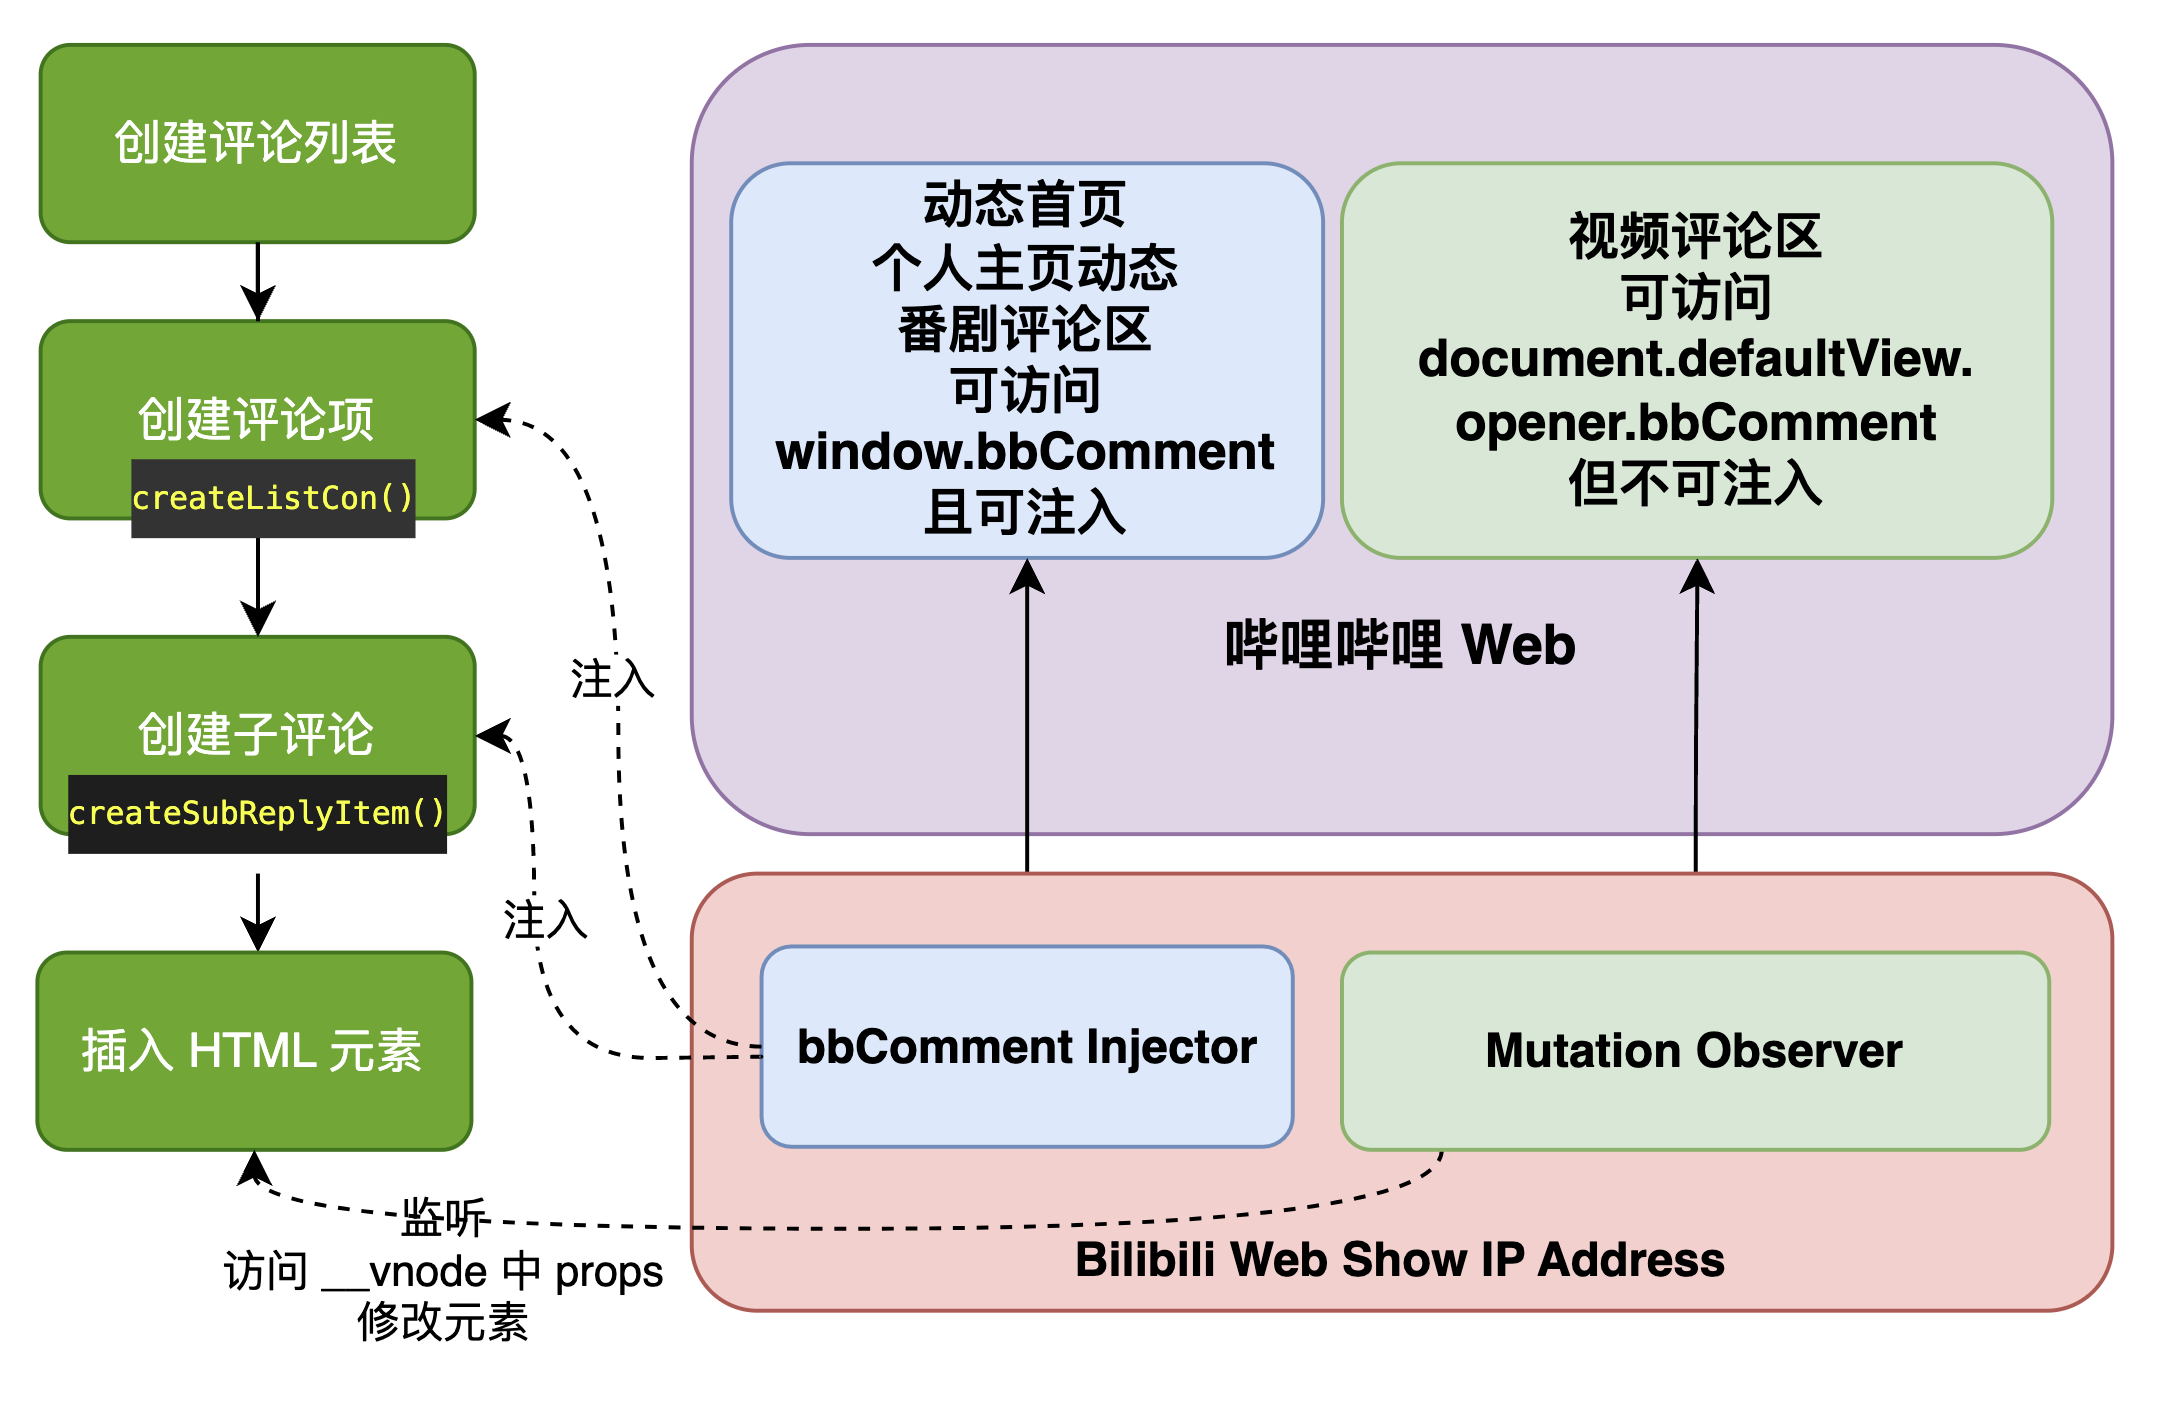 创建评论列表
创建评论项
createListCon()
创建子评论
createSubReplyItem()
插入 HTML 元素
注入
注入
监听
访问 __vnode 中 props
修改元素
动态首页
个人主页动态
番剧评论区
可访问
window.bbComment
且可注入
视频评论区
可访问
document.defaultView.
opener.bbComment
但不可注入
哔哩哔哩 Web
bbComment Injector
Mutation Observer
Bilibili Web Show IP Address